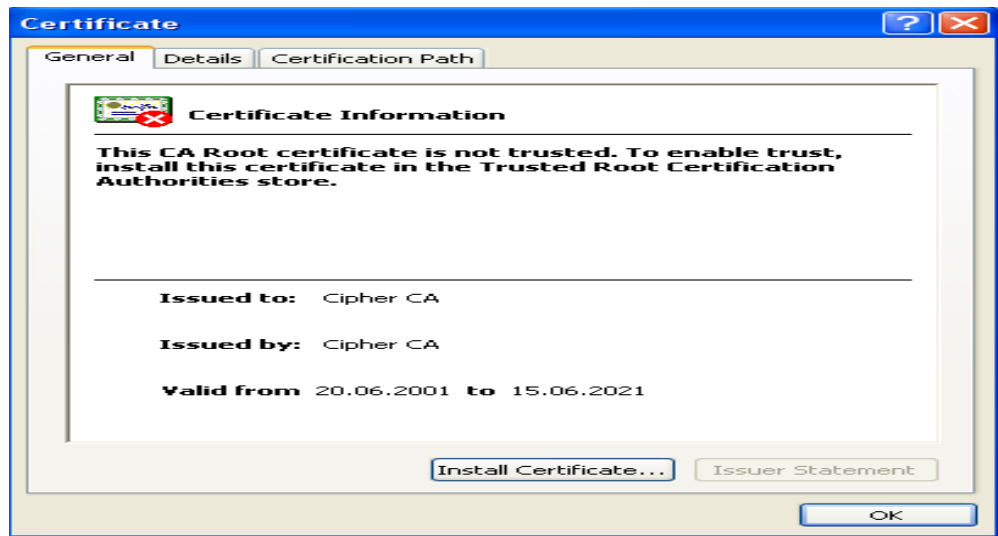 Certificate
General Details Certification Path
Certificate Information
This CA Root certificate is not trusted. To enable trust,
install this certificate in the Trusted Root Certification
Authorities store.
Issued to: Cipher CA
Issued by: Cipher CA
Valid from 20.06.2001 to 15.06.2021
Install Certificate... Issuer Statement
OK